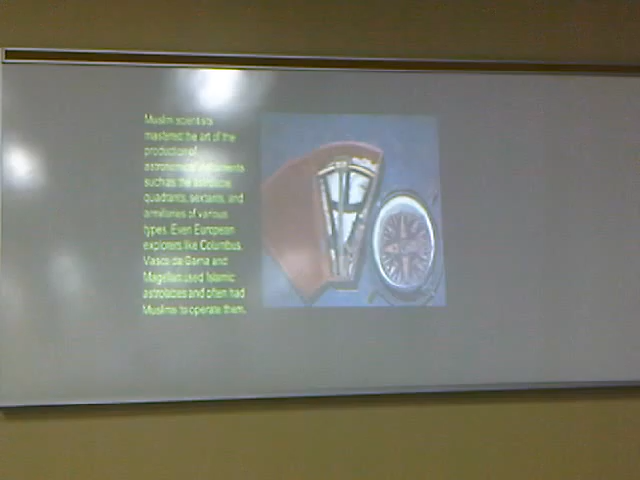 Muslim scientists
mastered the art of the
production of
astronomical instruments
such as the
quadrants, sextants, and
armillaries of various
types. Even European
explorers like Columbus,
Vasco da Gama and
Magellan used Islamic
astrolabes and often had
Muslims to operate them.